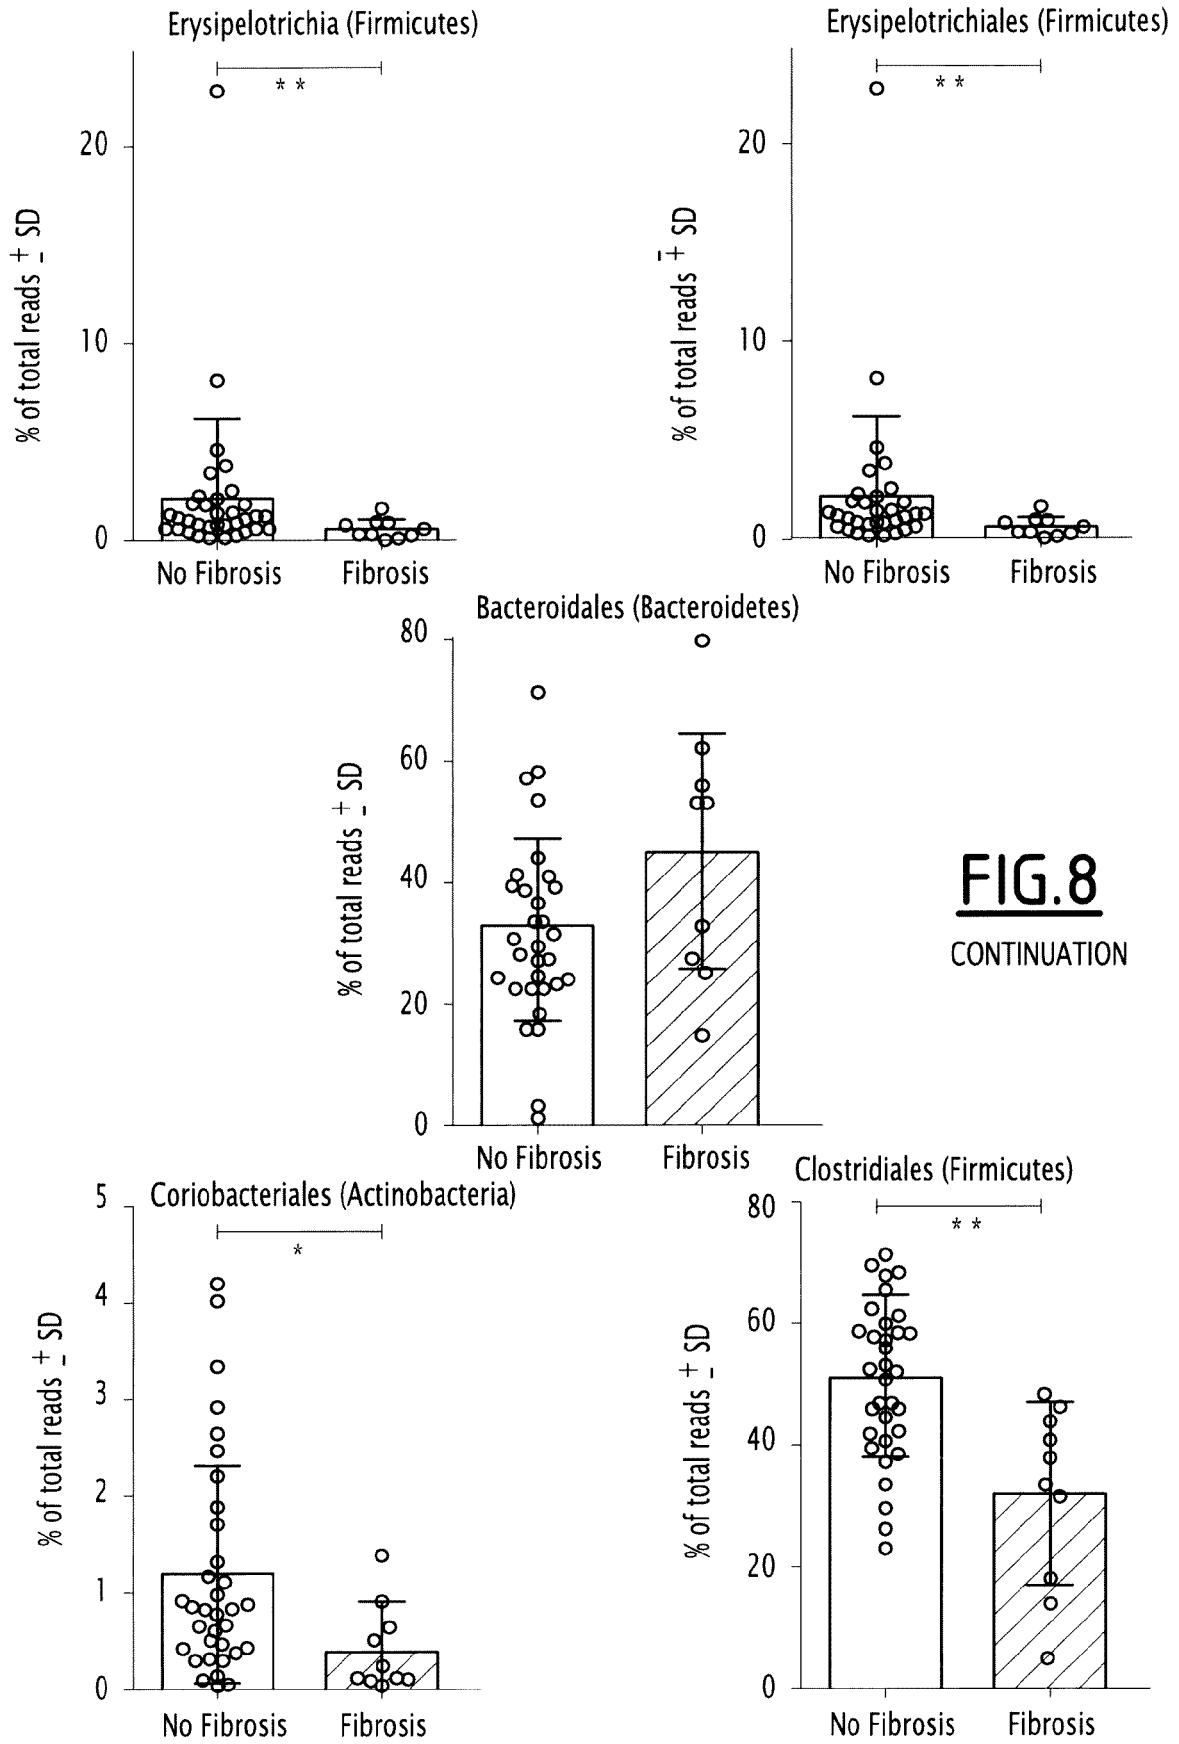 Erysipelotrichia (Firmicutes)
* *
20
10
0
% of total reads ± SD
No Fibrosis
Fibrosis
Erysipelotrichiales (Firmicutes)
* *
20
10
0
% of total reads ± SD
No Fibrosis
Fibrosis
Bacteroidales (Bacteroidetes)
80
60
40
20
0
% of total reads ± SD
No Fibrosis
Fibrosis
FIG.8
CONTINUATION
Coriobacteriales (Actinobacteria)
*
5
4
3
2
1
0
% of total reads ± SD
No Fibrosis
Fibrosis
Clostridiales (Firmicutes)
* *
80
60
40
20
0
% of total reads ± SD
No Fibrosis
Fibrosis